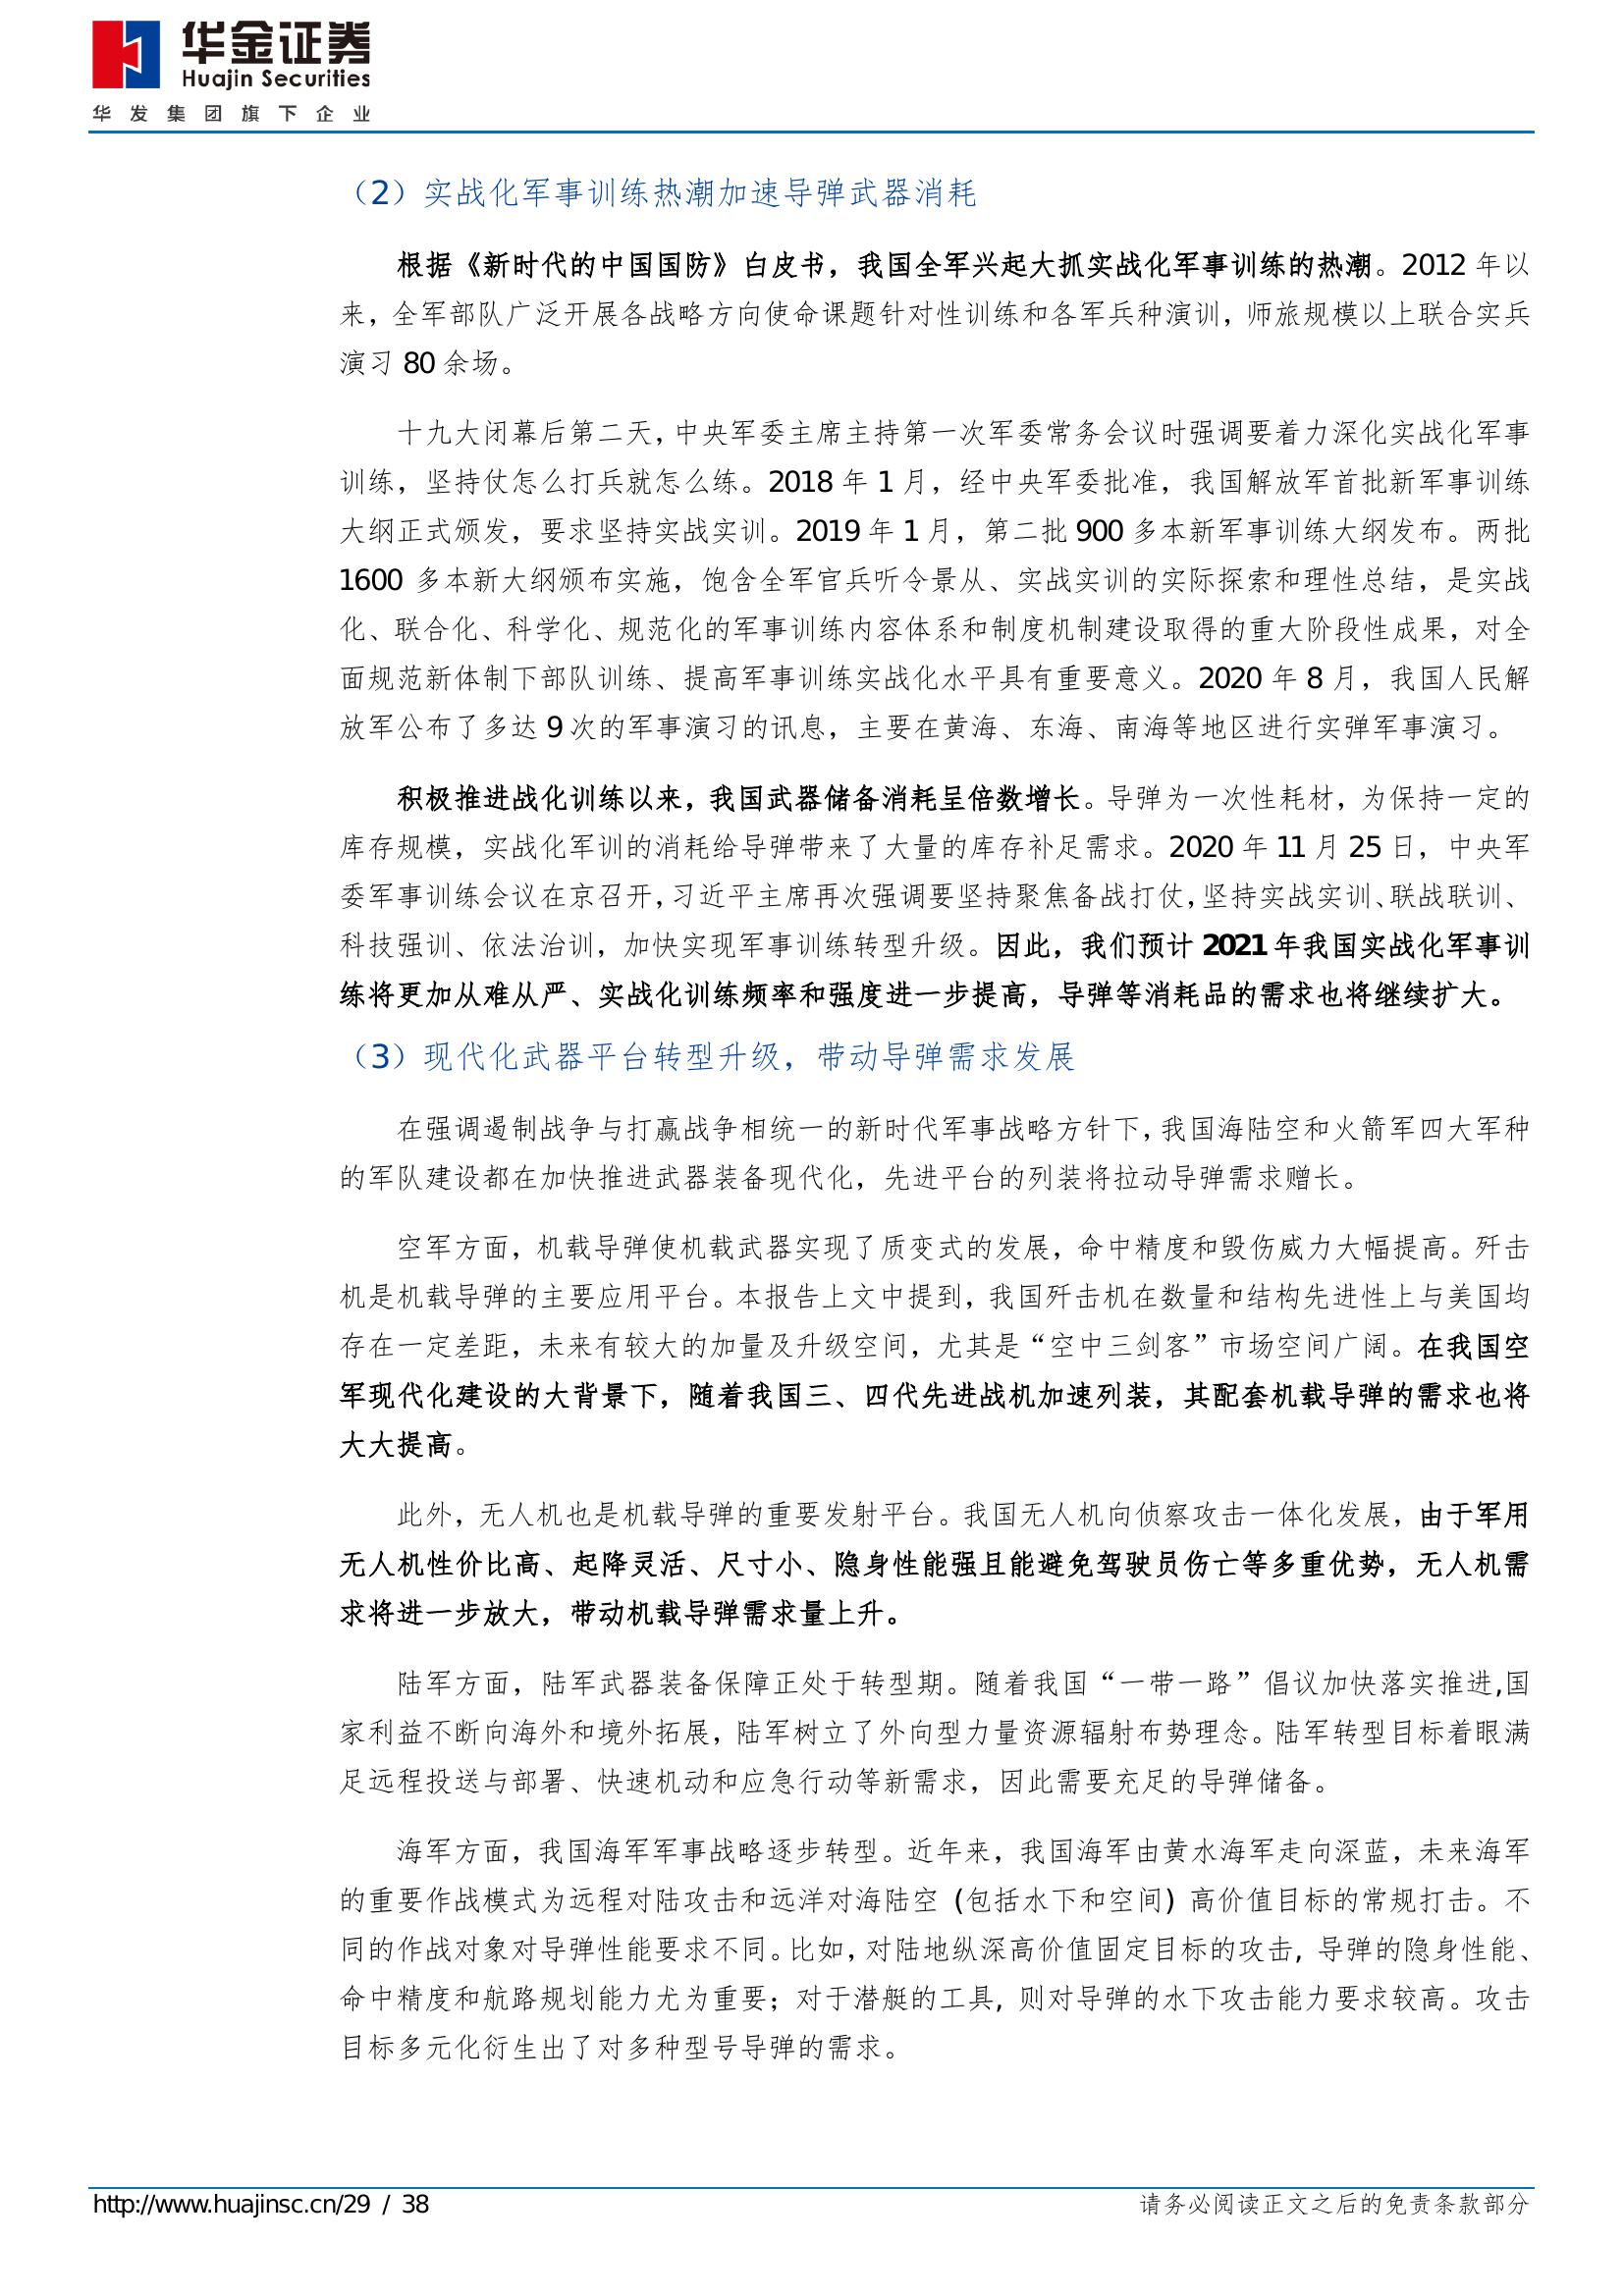 华金证券
Huajin Securities
华发集团旗下企业
（2）实战化军事训练热潮加速导弹武器消耗
根据《新时代的中国国防》白皮书，我国全军兴起大抓实战化军事训练的热潮。2012 年以
来，全军部队广泛开展各战略方向使命课题针对性训练和各军兵种演训，师旅规模以上联合实兵
演习 80 余场。
十九大闭幕后第二天，中央军委主席主持第一次军委常务会议时强调要着力深化实战化军事
训练，坚持仗怎么打兵就怎么练。2018 年 1 月，经中央军委批准，我国解放军首批新军事训练
大纲正式颁发，要求坚持实战实训。2019 年 1 月，第二批 900 多本新军事训练大纲发布。两批
1600 多本新大纲颁布实施，饱含全军官兵听令景从、实战实训的实际探索和理性总结，是实战
化、联合化、科学化、规范化的军事训练内容体系和制度机制建设取得的重大阶段性成果，对全
面规范新体制下部队训练、提高军事训练实战化水平具有重要意义。2020 年 8 月，我国人民解
放军公布了多达 9 次的军事演习的讯息，主要在黄海、东海、南海等地区进行实弹军事演习。
积极推进战化训练以来，我国武器储备消耗呈倍数增长。导弹为一次性耗材，为保持一定的
库存规模，实战化军训的消耗给导弹带来了大量的库存补足需求。2020 年 11 月 25 日，中央军
委军事训练会议在京召开，习近平主席再次强调要坚持聚焦备战打仗，坚持实战实训、联战联训、
科技强训、依法治训，加快实现军事训练转型升级。因此，我们预计 2021 年我国实战化军事训
练将更加从难从严、实战化训练频率和强度进一步提高，导弹等消耗品的需求也将继续扩大。
（3）现代化武器平台转型升级，带动导弹需求发展
在强调遏制战争与打赢战争相统一的新时代军事战略方针下，我国海陆空和火箭军四大军种
的军队建设都在加快推进武器装备现代化，先进平台的列装将拉动导弹需求赠长。
空军方面，机载导弹使机载武器实现了质变式的发展，命中精度和毁伤威力大幅提高。歼击
机是机载导弹的主要应用平台。本报告上文中提到，我国歼击机在数量和结构先进性上与美国均
存在一定差距，未来有较大的加量及升级空间，尤其是“空中三剑客”市场空间广阔。在我国空
军现代化建设的大背景下，随着我国三、四代先进战机加速列装，其配套机载导弹的需求也将
大大提高。
此外，无人机也是机载导弹的重要发射平台。我国无人机向侦察攻击一体化发展，由于军用
无人机性价比高、起降灵活、尺寸小、隐身性能强且能避免驾驶员伤亡等多重优势，无人机需
求将进一步放大，带动机载导弹需求量上升。
陆军方面，陆军武器装备保障正处于转型期。随着我国“一带一路”倡议加快落实推进,国
家利益不断向海外和境外拓展，陆军树立了外向型力量资源辐射布势理念。陆军转型目标着眼满
足远程投送与部署、快速机动和应急行动等新需求，因此需要充足的导弹储备。
海军方面，我国海军军事战略逐步转型。近年来，我国海军由黄水海军走向深蓝，未来海军
的重要作战模式为远程对陆攻击和远洋对海陆空 (包括水下和空间) 高价值目标的常规打击。不
同的作战对象对导弹性能要求不同。比如，对陆地纵深高价值固定目标的攻击, 导弹的隐身性能、
命中精度和航路规划能力尤为重要；对于潜艇的工具, 则对导弹的水下攻击能力要求较高。攻击
目标多元化衍生出了对多种型号导弹的需求。
http://www.huajinsc.cn/29 / 38
请务必阅读正文之后的免责条款部分